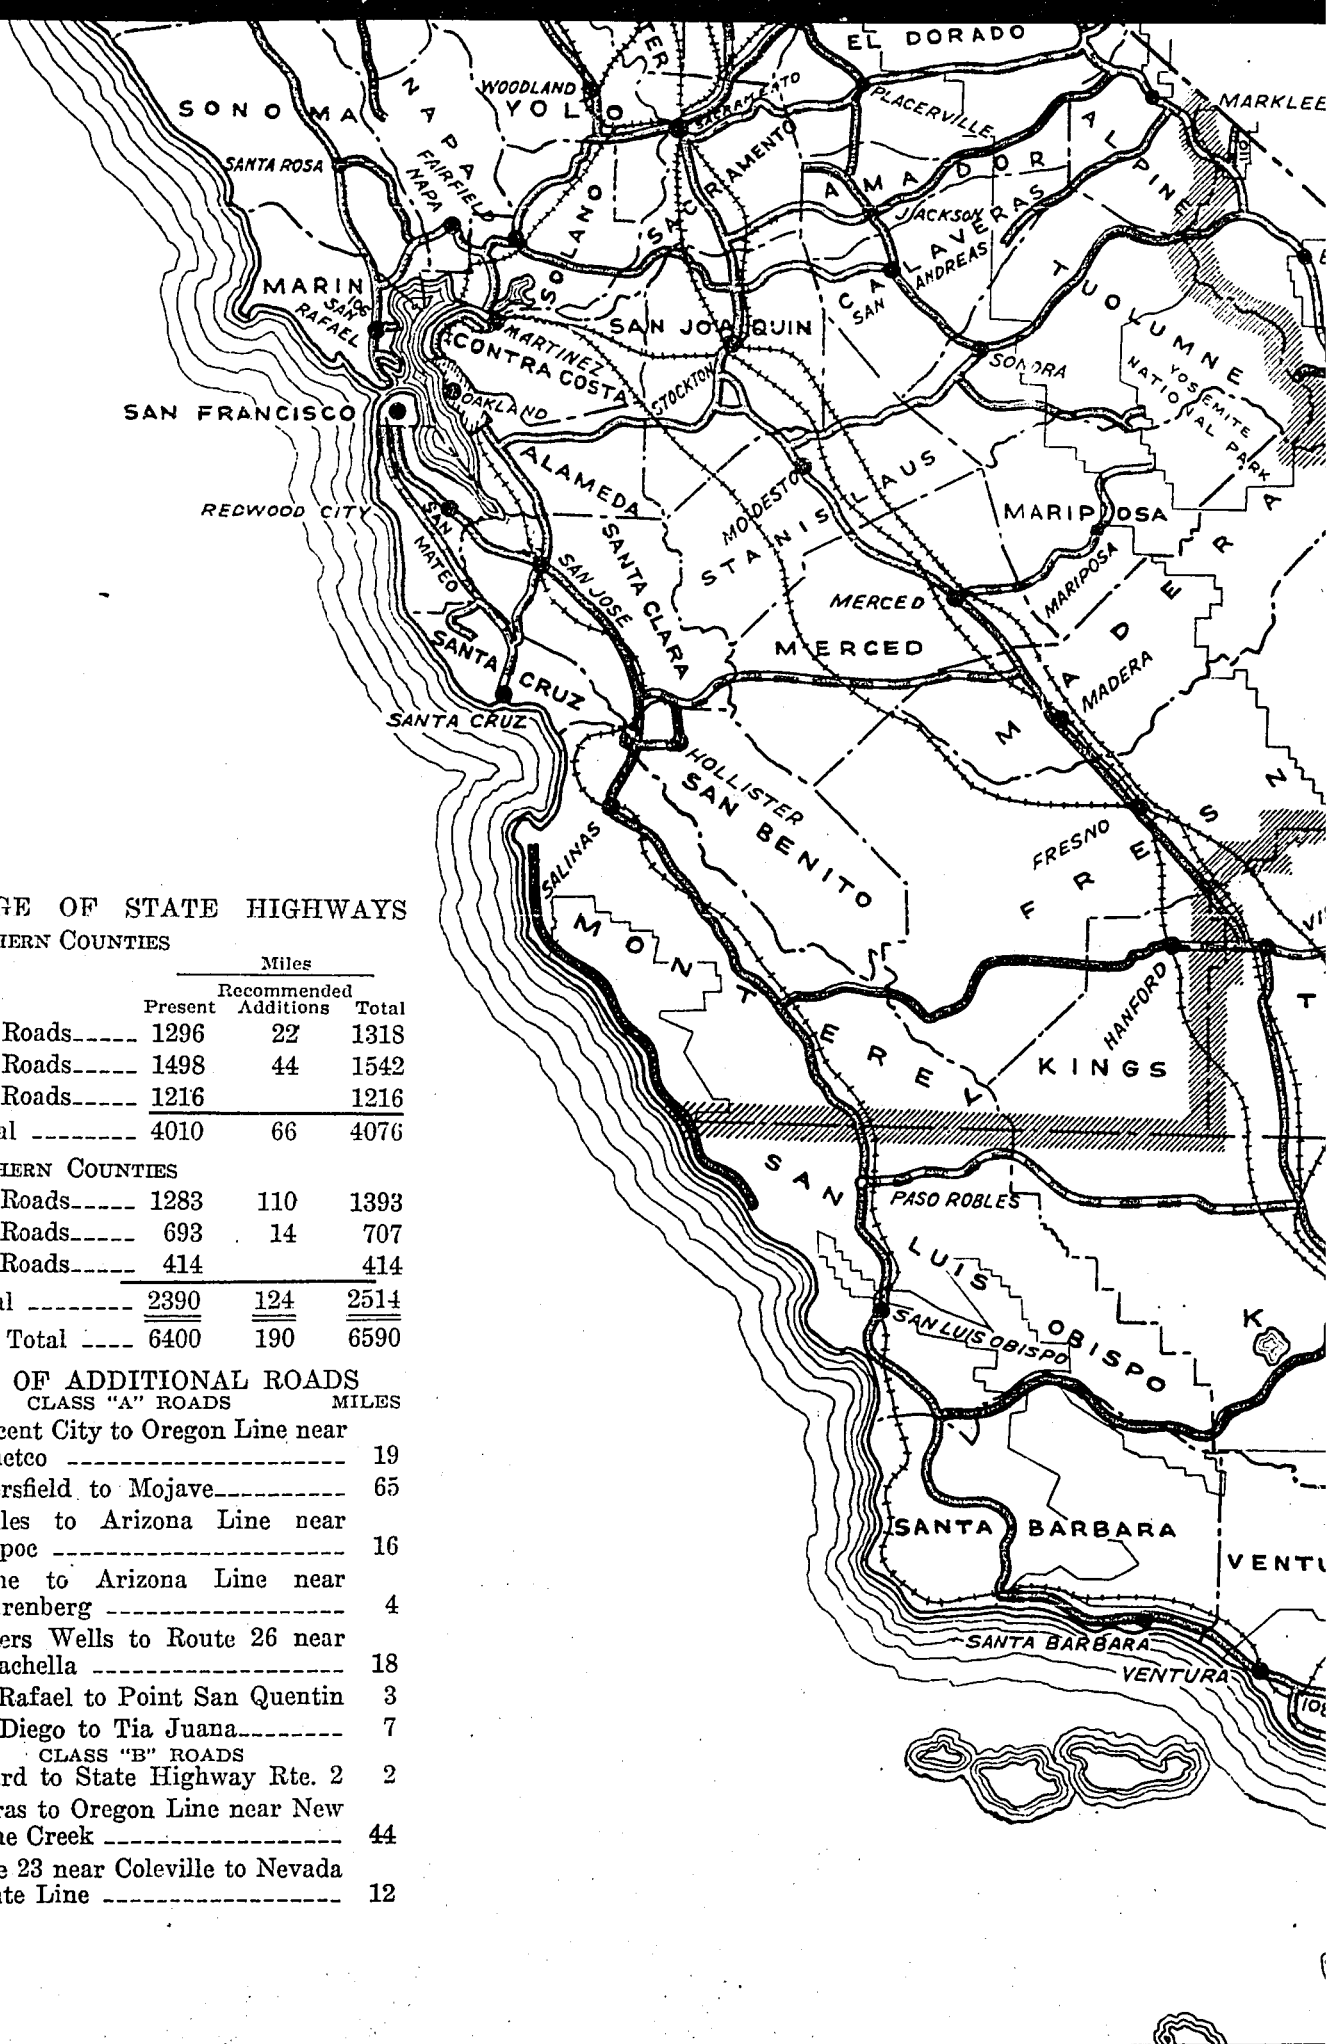 EL DORADO
WOODLAND
YOLO
SACRAMENTO
PLACERVILLE
MARKLEE
SONOMA
NAPA
ALPINE
SANTA ROSA
FAIRFIELD
NAPA
SOLANO
SACRAMENTO
AMADOR
JACKSON
CALAVERAS
SAN ANDREAS
MARIN
106
SAN
RAFAEL
MARTINEZ
CONTRA COSTA
SAN JOAQUIN
STOCKTON
SONORA
TUOLUMNE
YOSEMITE
NATIONAL PARK
SAN FRANCISCO
OAKLAND
ALAMEDA
REDWOOD CITY
SAN
MATEO
SANTA CLARA
SAN JOSE
MODESTO
STANISLAUS
MARIPOSA
MARIPOSA
MERCED
MERCED
MADERA
MADERA
SANTA
CRUZ
SANTA CRUZ
HOLLISTER
SAN BENITO
SALINAS
FRESNO
FRESN
VIS
MONTEREY
HANFORD
KINGS
T
GE OF STATE HIGHWAYS
HERN COUNTIES
Miles
Recommended
Present Additions Total
Roads 1296 22 1318
Roads 1498 44 1542
Roads 1216 1216
al 4010 66 4076
HERN COUNTIES
Roads 1283 110 1393
Roads 693 14 707
Roads 414 414
al 2390 124 2514
Total 6400 190 6590
OF ADDITIONAL ROADS
CLASS "A" ROADS MILES
cent City to Oregon Line near
etco 19
rsfield to Mojave 65
les to Arizona Line near
poc 16
ne to Arizona Line near
renberg 4
ers Wells to Route 26 near
achella 18
Rafael to Point San Quentin 3
Diego to Tia Juana 7
CLASS "B" ROADS
rd to State Highway Rte. 2 2
ras to Oregon Line near New
ne Creek 44
e 23 near Coleville to Nevada
te Line 12
SAN
LUIS
OBISPO
PASO ROBLES
SAN LUIS OBISPO
K
SANTA BARBARA
VENTU
SANTA BARBARA
VENTURA
108